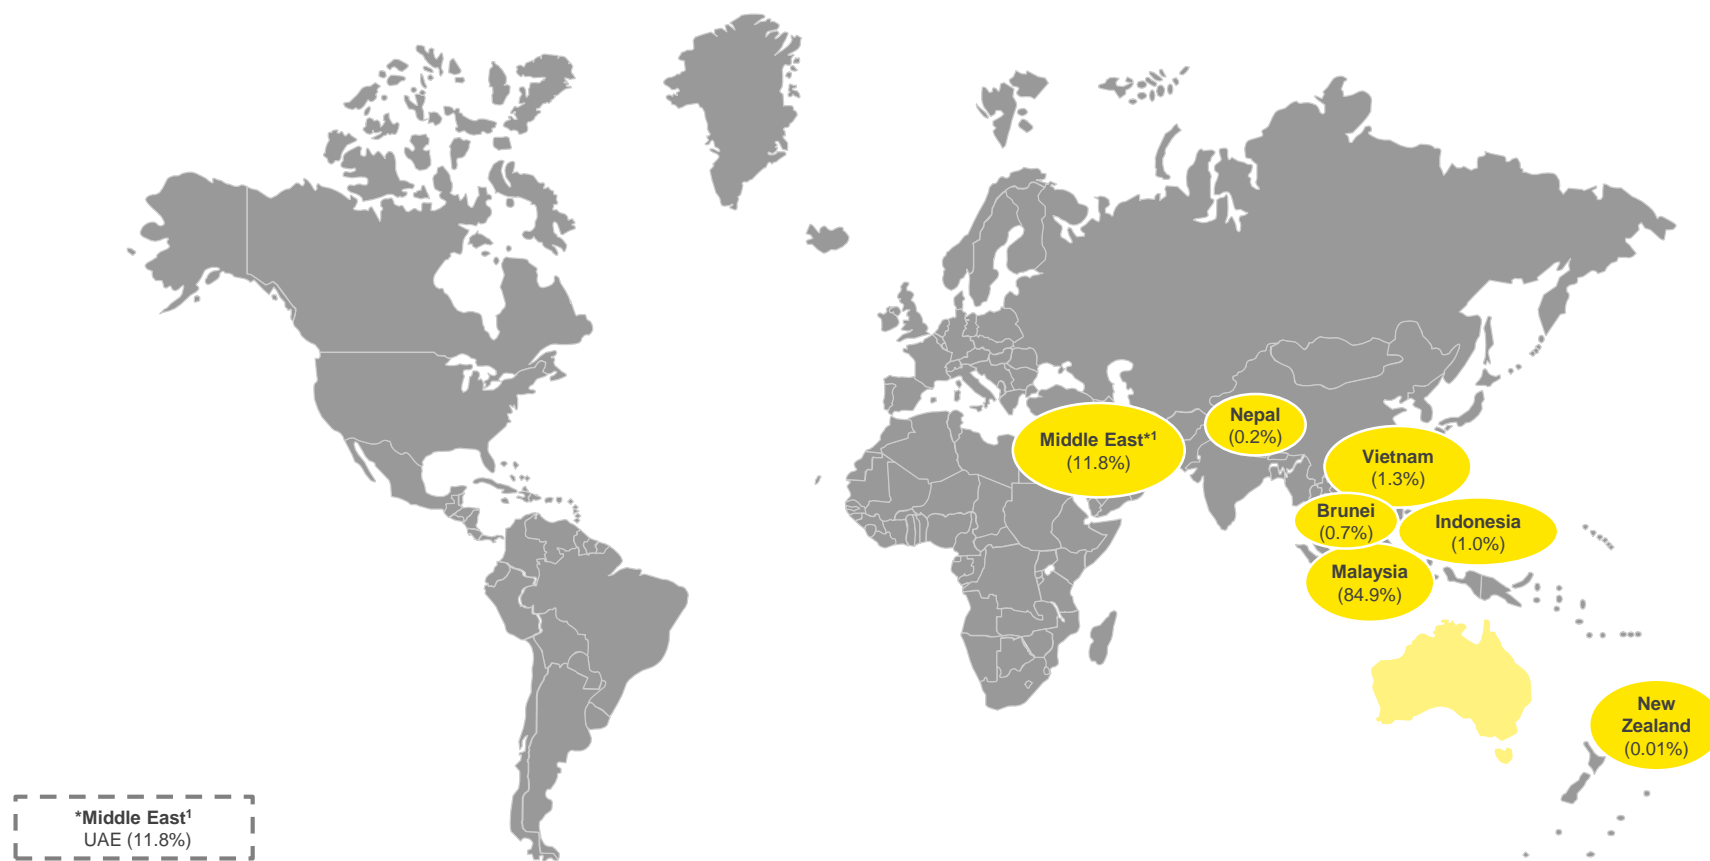 Nepal
(0.2%)
Middle East*¹
(11.8%)
Vietnam
(1.3%)
Brunei
(0.7%)
Indonesia
(1.0%)
Malaysia
(84.9%)
New
Zealand
(0.01%)
*Middle East¹
UAE (11.8%)